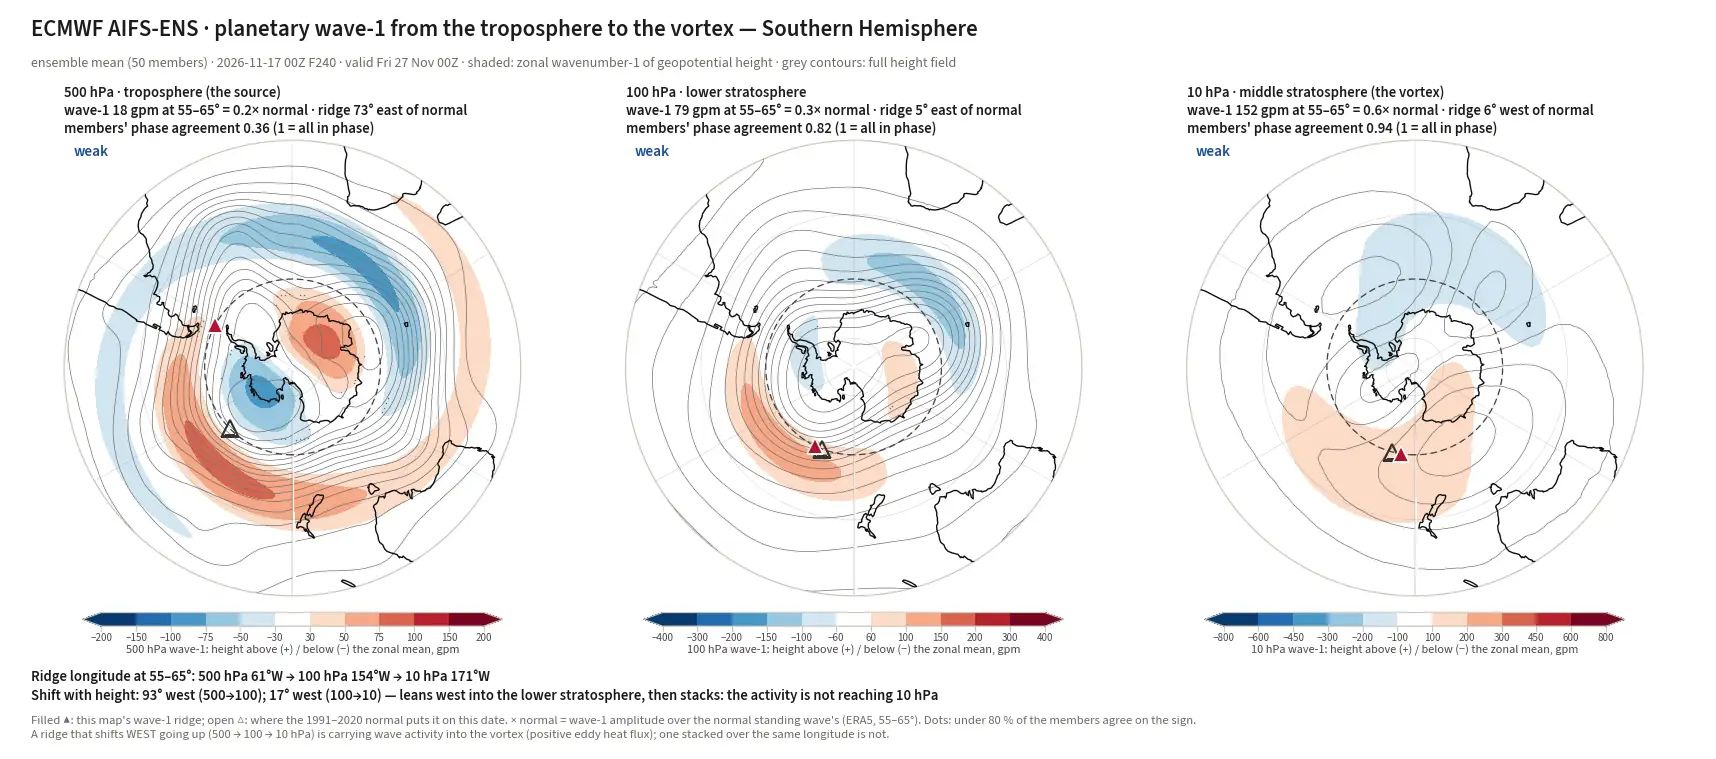 ECMWF AIFS-ENS · planetary wave-1 from the troposphere to the vortex — Southern Hemisphere
ensemble mean (50 members) · 2026-11-17 00Z F240 · valid Fri 27 Nov 00Z · shaded: zonal wavenumber-1 of geopotential height · grey contours: full height field
500 hPa · troposphere (the source)
wave-1 18 gpm at 55–65° = 0.2× normal · ridge 73° east of normal
members' phase agreement 0.36 (1 = all in phase)
weak
100 hPa · lower stratosphere
wave-1 79 gpm at 55–65° = 0.3× normal · ridge 5° east of normal
members' phase agreement 0.82 (1 = all in phase)
weak
10 hPa · middle stratosphere (the vortex)
wave-1 152 gpm at 55–65° = 0.6× normal · ridge 6° west of normal
members' phase agreement 0.94 (1 = all in phase)
weak
−200 −150 −100 −75 −50 −30 30 50 75 100 150 200
500 hPa wave-1: height above (+) / below (−) the zonal mean, gpm
−400 −300 −200 −150 −100 −60 60 100 150 200 300 400
100 hPa wave-1: height above (+) / below (−) the zonal mean, gpm
−800 −600 −450 −300 −200 −100 100 200 300 450 600 800
10 hPa wave-1: height above (+) / below (−) the zonal mean, gpm
Ridge longitude at 55–65°: 500 hPa 61°W → 100 hPa 154°W → 10 hPa 171°W
Shift with height: 93° west (500→100); 17° west (100→10) — leans west into the lower stratosphere, then stacks: the activity is not reaching 10 hPa
Filled ▲: this map's wave-1 ridge; open △: where the 1991–2020 normal puts it on this date. × normal = wave-1 amplitude over the normal standing wave's (ERA5, 55–65°). Dots: under 80 % of the members agree on the sign.
A ridge that shifts WEST going up (500 → 100 → 10 hPa) is carrying wave activity into the vortex (positive eddy heat flux); one stacked over the same longitude is not.